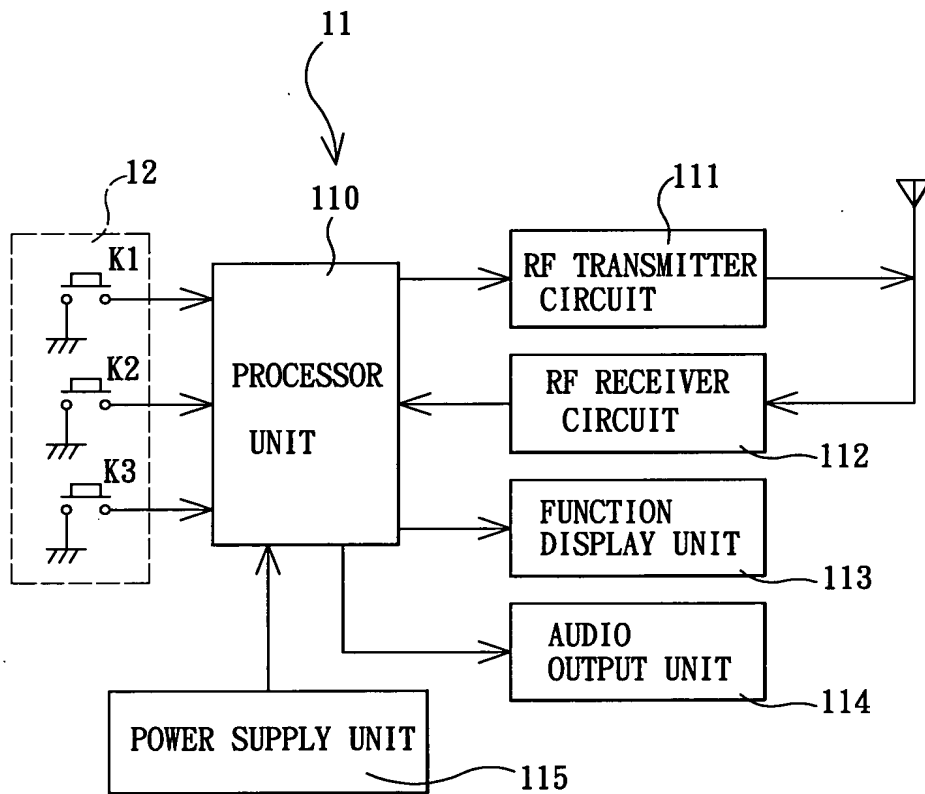 11
12
110
111
K1
RF TRANSMITTER
CIRCUIT
K2
PROCESSOR
UNIT
RF RECEIVER
CIRCUIT
112
K3
FUNCTION
DISPLAY UNIT
113
AUDIO
OUTPUT UNIT
114
POWER SUPPLY UNIT
115